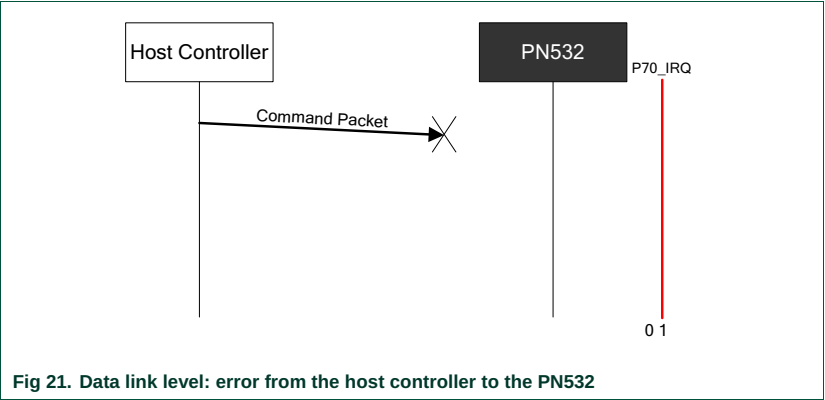 Host Controller
PN532
P70_IRQ
Command Packet
0 1
Fig 21. Data link level: error from the host controller to the PN532